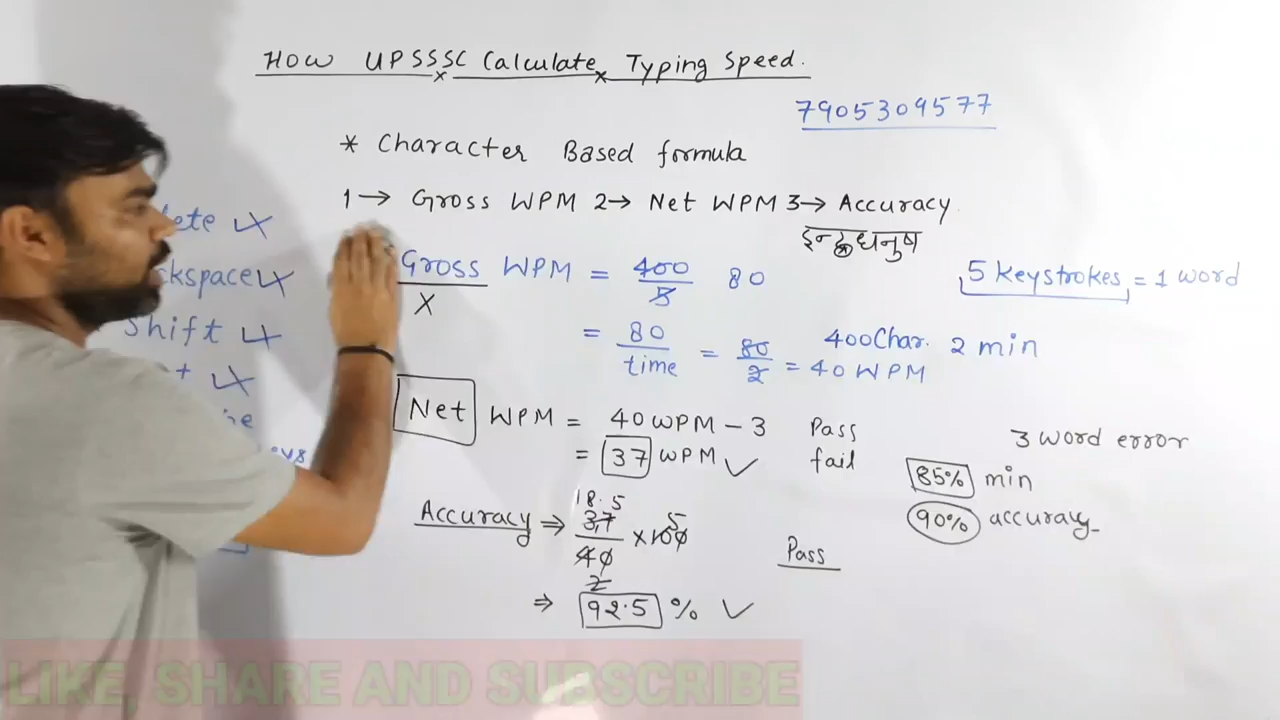 HOW UPSSSC Calculate Typing Speed.
7905309577
* Character Based formula
1 → Gross WPM 2 → Net WPM 3 → Accuracy
इन्द्रधनुष
Gross WPM = 400/5 80
X
5 Keystrokes = 1 word
= 80/time = 80/2 = 40 WPM
400 Char. 2 min
Net WPM = 40 WPM - 3 Pass
= 37 WPM ✓ fail
3 word error
85% min
90% accuracy
Accuracy ⇒ 37/40 x 100
18.5 5
2
Pass
⇒ 92.5 % ✓
Shift
LIKE, SHARE AND SUBSCRIBE